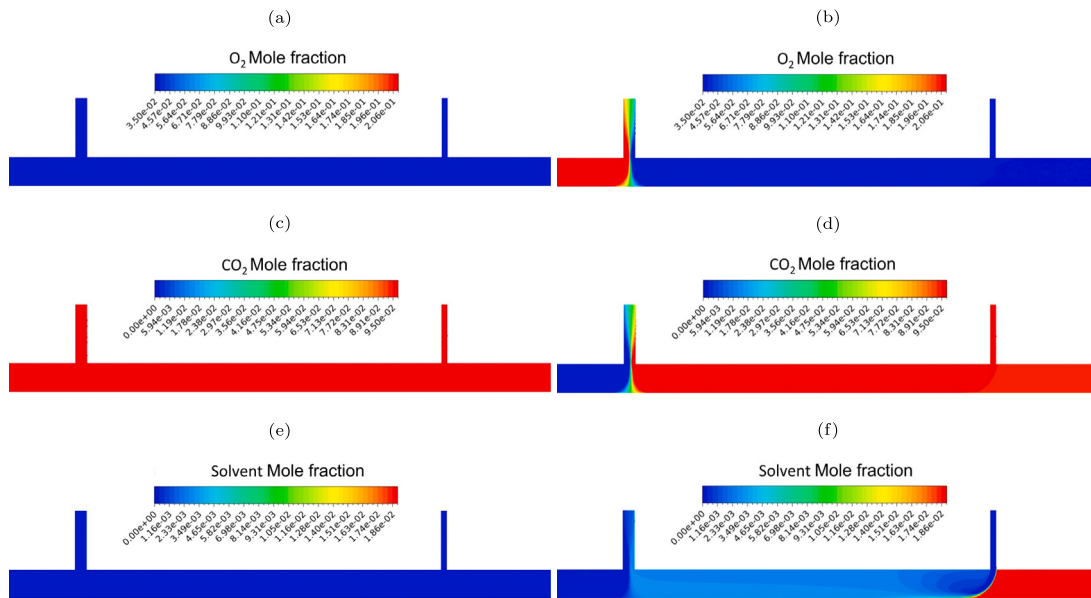 (a)
O₂ Mole fraction
3.50e-02 4.57e-02 5.64e-02 6.71e-02 7.79e-02 8.86e-02 9.93e-02 1.10e-01 1.21e-01 1.31e-01 1.42e-01 1.53e-01 1.64e-01 1.74e-01 1.85e-01 1.96e-01 2.06e-01
(b)
O₂ Mole fraction
3.50e-02 4.57e-02 5.64e-02 6.71e-02 7.79e-02 8.86e-02 9.93e-02 1.10e-01 1.21e-01 1.31e-01 1.42e-01 1.53e-01 1.64e-01 1.74e-01 1.85e-01 1.96e-01 2.06e-01
(c)
CO₂ Mole fraction
0.00e+00 5.94e-03 1.19e-02 1.78e-02 2.38e-02 2.97e-02 3.56e-02 4.16e-02 4.75e-02 5.34e-02 5.94e-02 6.53e-02 7.13e-02 7.72e-02 8.31e-02 8.91e-02 9.50e-02
(d)
CO₂ Mole fraction
0.00e+00 5.94e-03 1.19e-02 1.78e-02 2.38e-02 2.97e-02 3.56e-02 4.16e-02 4.75e-02 5.34e-02 5.94e-02 6.53e-02 7.13e-02 7.72e-02 8.31e-02 8.91e-02 9.50e-02
(e)
Solvent Mole fraction
0.00e+00 1.16e-03 2.33e-03 3.49e-03 4.65e-03 5.82e-03 6.98e-03 8.14e-03 9.31e-03 1.05e-02 1.16e-02 1.28e-02 1.40e-02 1.51e-02 1.63e-02 1.74e-02 1.86e-02
(f)
Solvent Mole fraction
0.00e+00 1.16e-03 2.33e-03 3.49e-03 4.65e-03 5.82e-03 6.98e-03 8.14e-03 9.31e-03 1.05e-02 1.16e-02 1.28e-02 1.40e-02 1.51e-02 1.63e-02 1.74e-02 1.86e-02